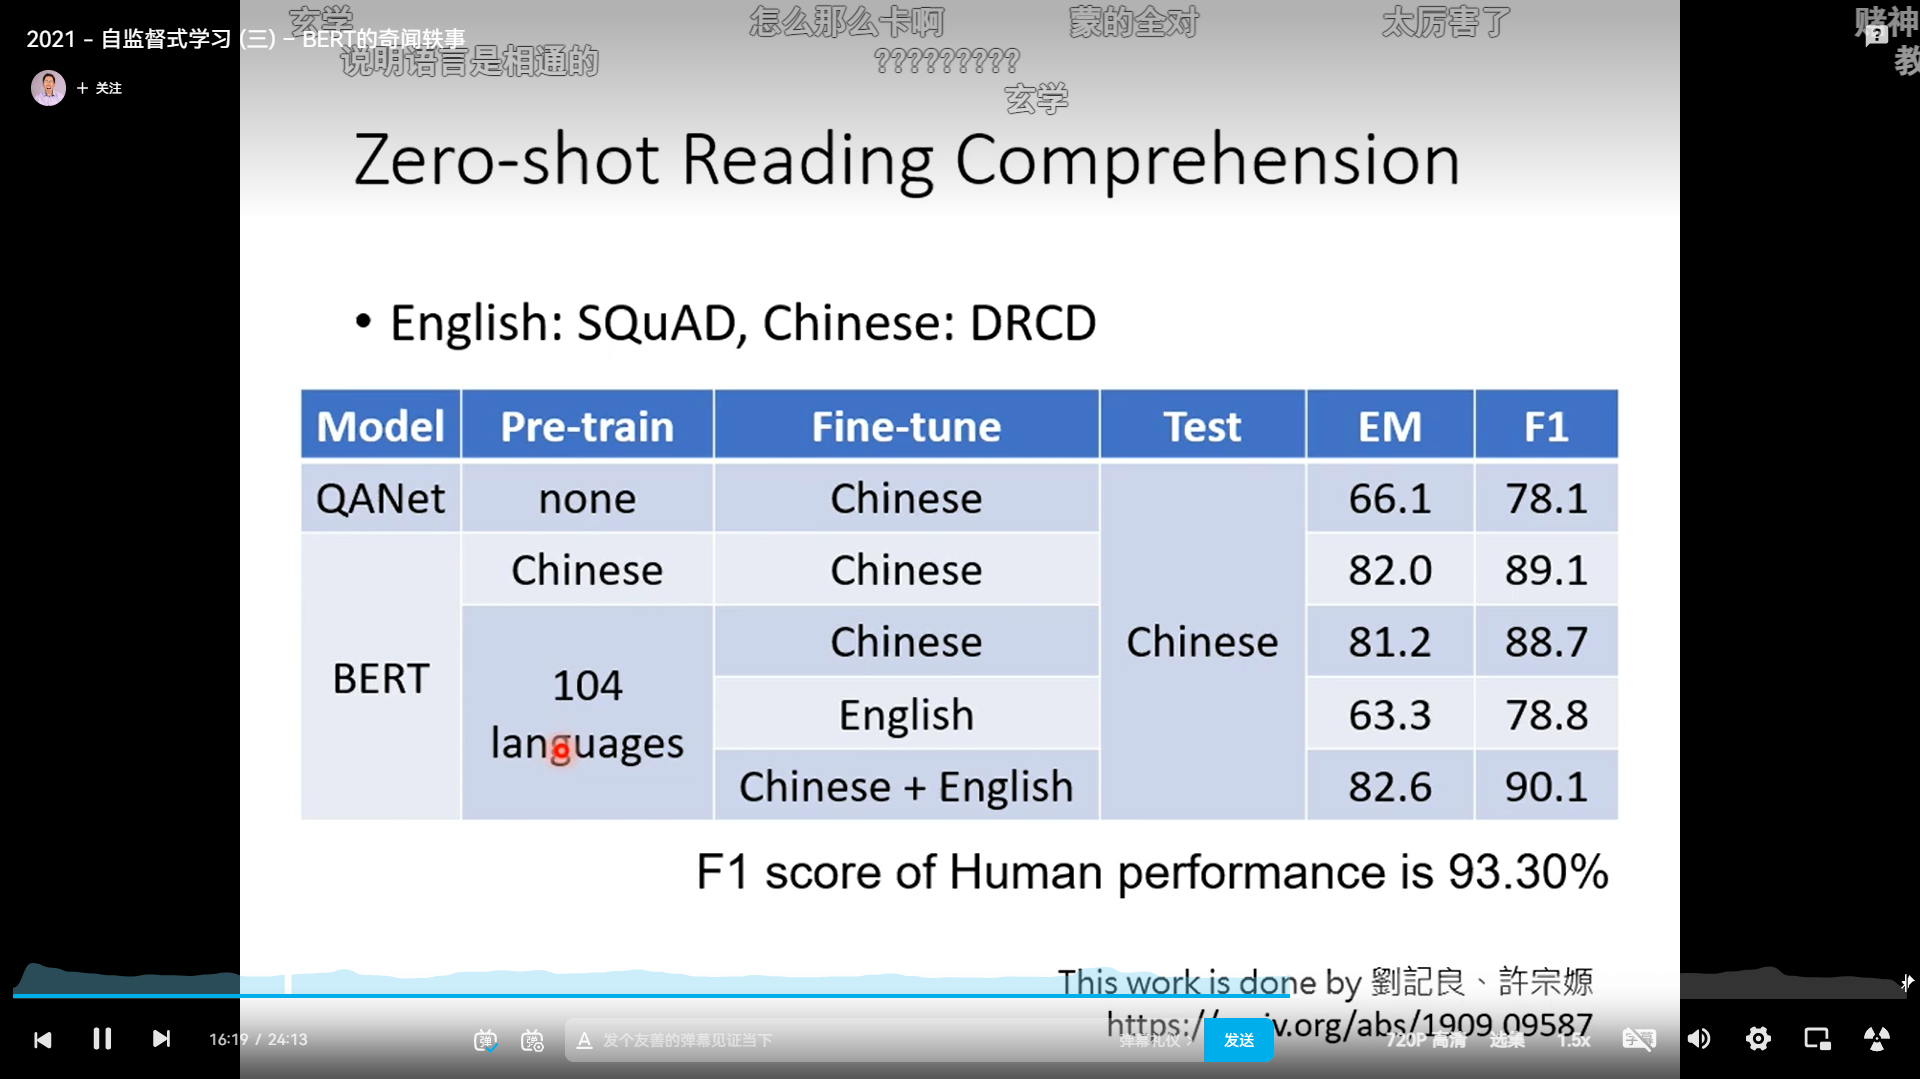 玄学
怎么那么卡啊
蒙的全对
太厉害了
赌神
2021 - 自监督式学习 (三) – BERT的奇闻轶事
说明语言是相通的
?????????
教
+ 关注
玄学
Zero-shot Reading Comprehension
• English: SQuAD, Chinese: DRCD
Model Pre-train Fine-tune Test EM F1
QANet none Chinese 66.1 78.1
Chinese Chinese 82.0 89.1
Chinese Chinese 81.2 88.7
BERT 104 languages
English 63.3 78.8
Chinese + English 82.6 90.1
F1 score of Human performance is 93.30%
This work is done by 劉記良、許宗嫄
https://
iv.org/abs/1909.09587
16:19 / 24:13
弹
弹
A 发个友善的弹幕见证当下
弹幕礼仪 ›
发送
720P 高清
选集
1.5x
字幕